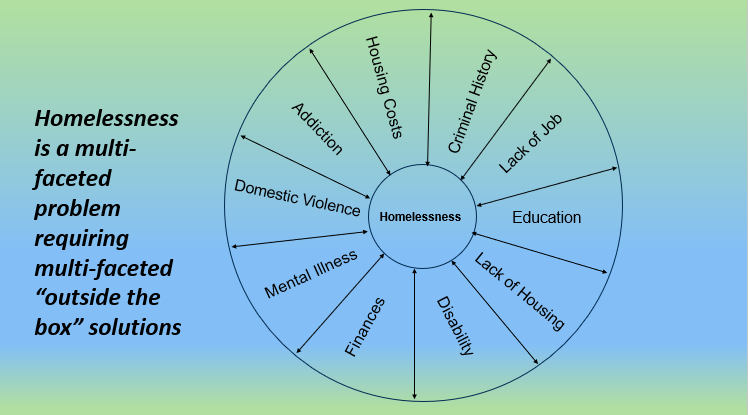 Homelessness
is a multi-
faceted
problem
requiring
multi-faceted
“outside the
box” solutions
Housing Costs
Criminal History
Lack of Job
Education
Lack of Housing
Disability
Finances
Mental Illness
Domestic Violence
Addiction
Homelessness